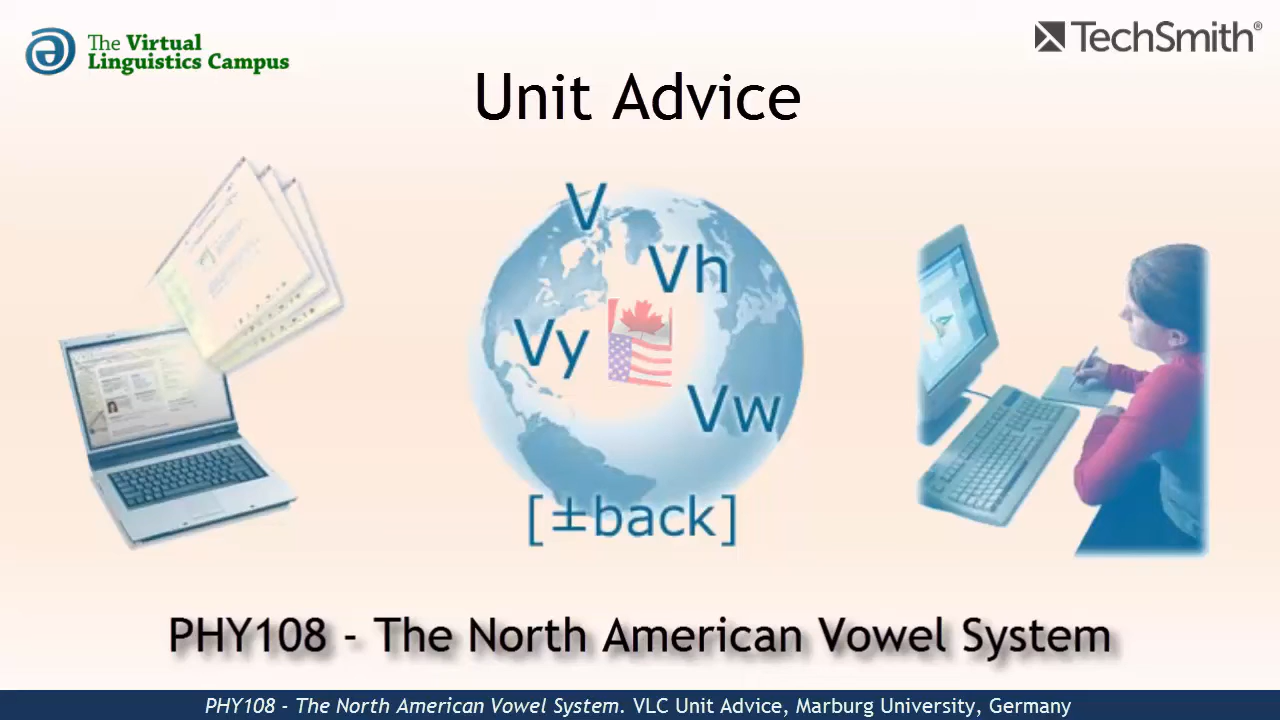 The Virtual
Linguistics Campus
TechSmith®
Unit Advice
V
Vh
Vy
Vw
[±back]
PHY108 - The North American Vowel System
PHY108 - The North American Vowel System. VLC Unit Advice, Marburg University, Germany